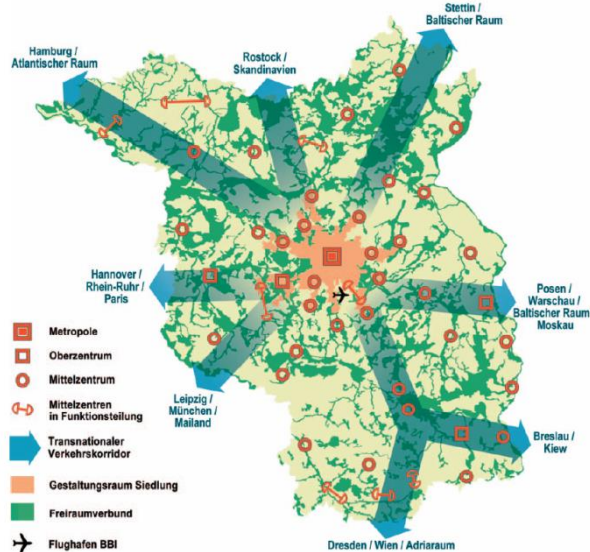 Stettin /
Baltischer Raum
Hamburg /
Atlantischer Raum
Rostock /
Skandinavien
Hannover /
Rhein-Ruhr /
Paris
Posen /
Warschau /
Baltischer Raum
Moskau
Leipzig /
München /
Mailand
Breslau /
Kiew
Dresden / Wien / Adriaraum
Metropole
Oberzentrum
Mittelzentrum
Mittelzentren
in Funktionsteilung
Transnationaler
Verkehrskorridor
Gestaltungsraum Siedlung
Freiraumverbund
Flughafen BBI